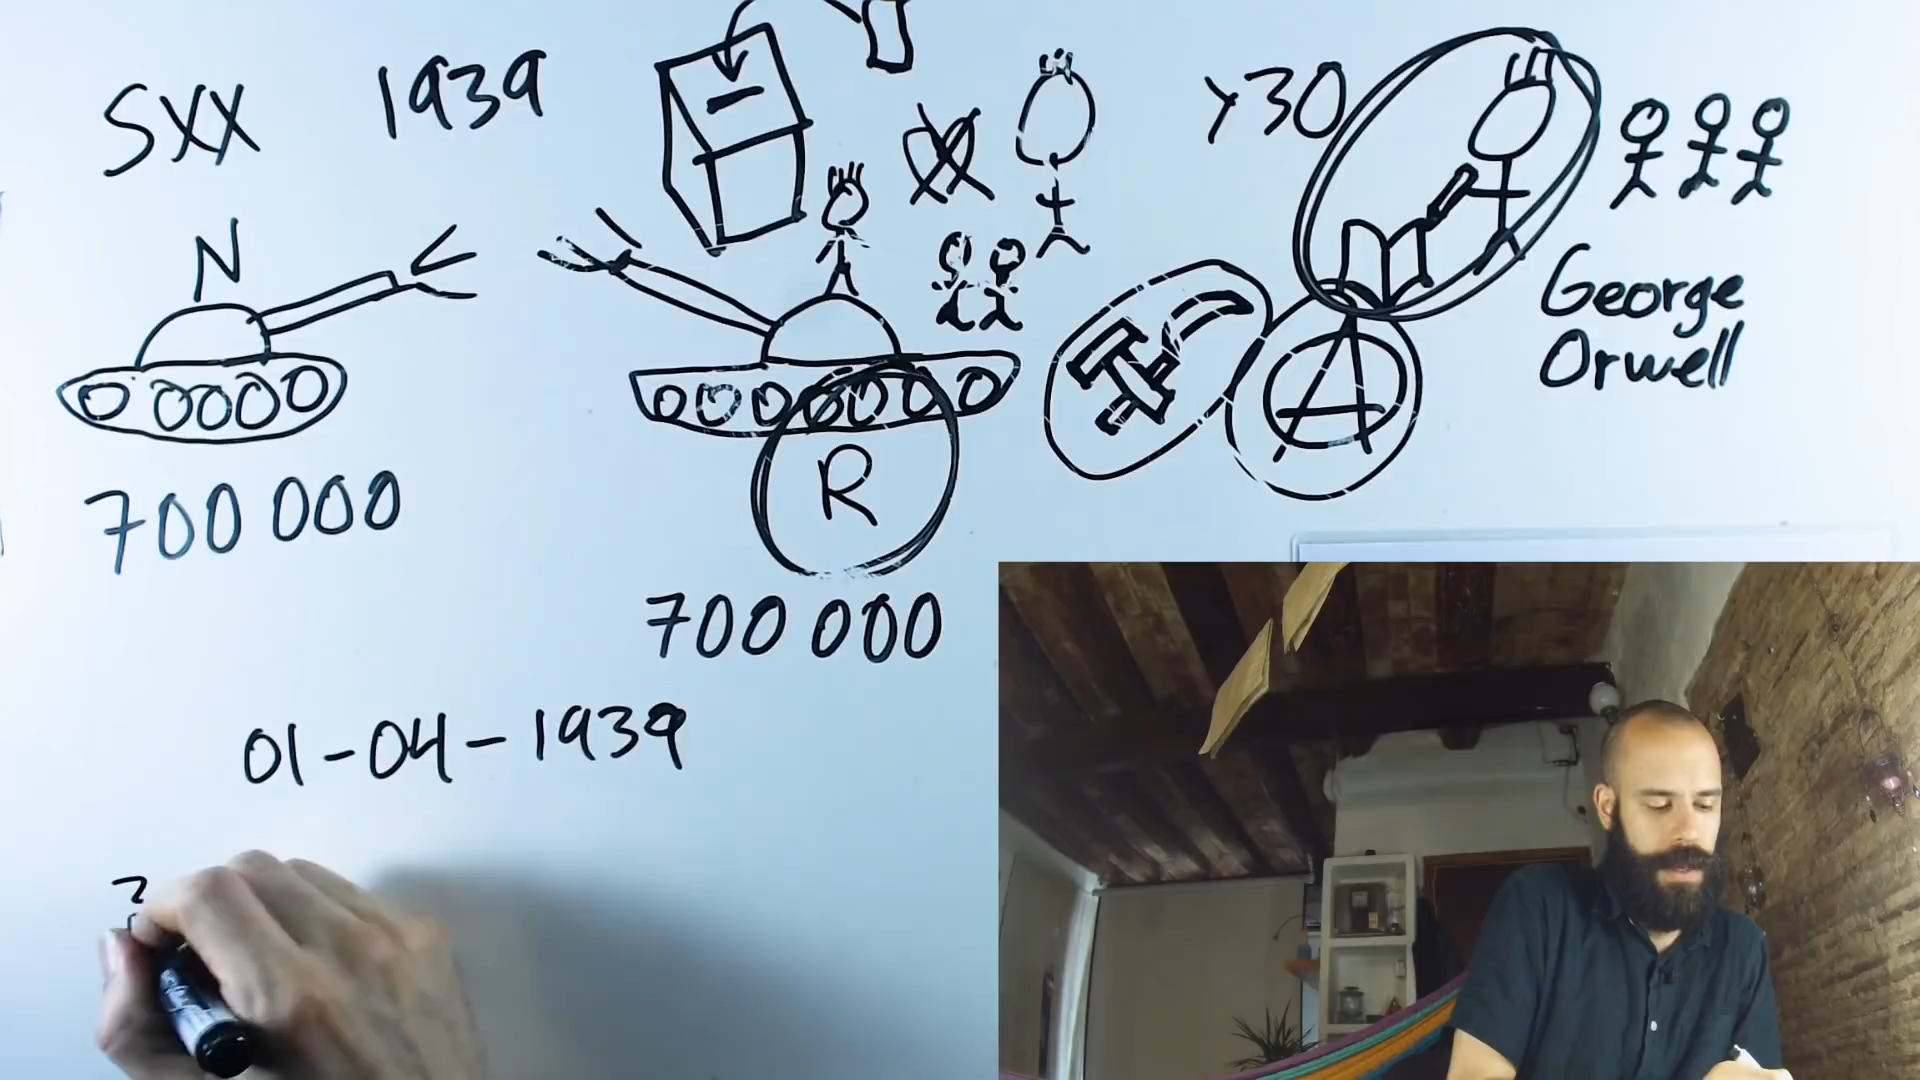 SXX 1939
Y30
N
George
Orwell
A
R
700 000
700 000
01-04-1939